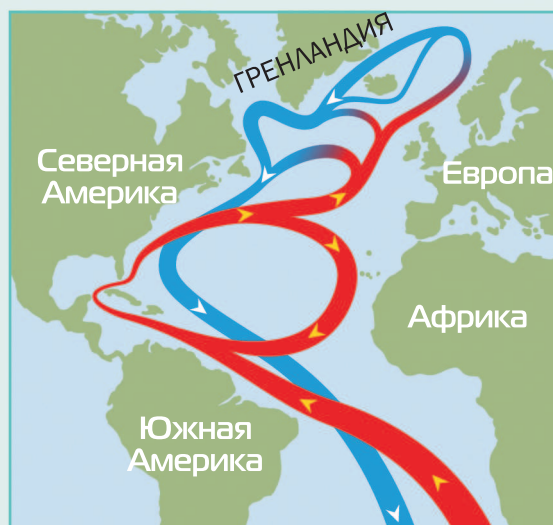 ГРЕНЛАНДИЯ
Северная
Америка
Европа
Африка
Южная
Америка